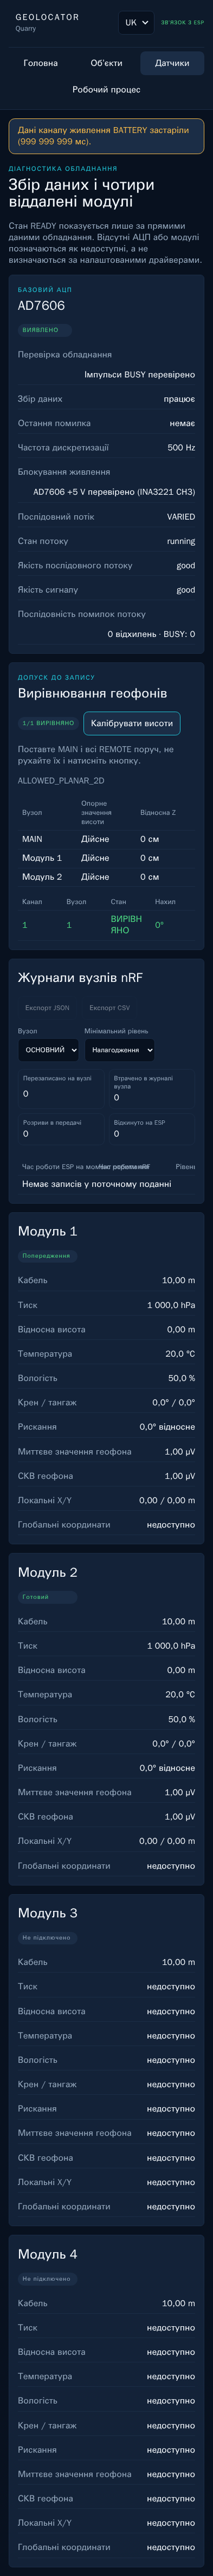 GEOLOCATOR
Quarry
UK
ЗВ'ЯЗОК З ESP
Головна
Об'єкти
Датчики
Робочий процес
Дані каналу живлення BATTERY застаріли
(999 999 999 мс).
ДІАГНОСТИКА ОБЛАДНАННЯ
Збір даних і чотири
віддалені модулі
Стан READY показується лише за прямими
даними обладнання. Відсутні АЦП або модулі
позначаються як недоступні, а не
визначаються за налаштованими драйверами.
БАЗОВИЙ АЦП
AD7606
ВИЯВЛЕНО
Перевірка обладнання
Імпульси BUSY перевірено
Збір даних
працює
Остання помилка
немає
Частота дискретизації
500 Hz
Блокування живлення
AD7606 +5 V перевірено (INA3221 CH3)
Послідовний потік
VARIED
Стан потоку
running
Якість послідовного потоку
good
Якість сигналу
good
Послідовність помилок потоку
0 відхилень · BUSY: 0
ДОПУСК ДО ЗАПИСУ
Вирівнювання геофонів
1/1 ВИРІВНЯНО
Калібрувати висоти
Поставте MAIN і всі REMOTE поруч, не
рухайте їх і натисніть кнопку.
ALLOWED_PLANAR_2D
Вузол
Опорне
значення
висоти
Відносна Z
MAIN
Дійсне
0 см
Модуль 1
Дійсне
0 см
Модуль 2
Дійсне
0 см
Канал
Вузол
Стан
Нахил
1
1
ВИРІВН
ЯНО
0°
Журнали вузлів nRF
Експорт JSON
Експорт CSV
Вузол
Мінімальний рівень
ОСНОВНИЙ
Налагодження
Перезаписано на вузлі
0
Втрачено в журналі
вузла
0
Розриви в передачі
0
Відкинуто на ESP
0
Час роботи ESP на момент
Час роботи nRF
Рівень
Немає записів у поточному поданні
Модуль 1
Попередження
Кабель
10,00 m
Тиск
1 000,0 hPa
Відносна висота
0,00 m
Температура
20,0 °C
Вологість
50,0 %
Крен / тангаж
0,0° / 0,0°
Рискання
0,0° відносне
Миттєве значення геофона
1,00 µV
СКВ геофона
1,00 µV
Локальні X/Y
0,00 / 0,00 m
Глобальні координати
недоступно
Модуль 2
Готовий
Кабель
10,00 m
Тиск
1 000,0 hPa
Відносна висота
0,00 m
Температура
20,0 °C
Вологість
50,0 %
Крен / тангаж
0,0° / 0,0°
Рискання
0,0° відносне
Миттєве значення геофона
1,00 µV
СКВ геофона
1,00 µV
Локальні X/Y
0,00 / 0,00 m
Глобальні координати
недоступно
Модуль 3
Не підключено
Кабель
10,00 m
Тиск
недоступно
Відносна висота
недоступно
Температура
недоступно
Вологість
недоступно
Крен / тангаж
недоступно
Рискання
недоступно
Миттєве значення геофона
недоступно
СКВ геофона
недоступно
Локальні X/Y
недоступно
Глобальні координати
недоступно
Модуль 4
Не підключено
Кабель
10,00 m
Тиск
недоступно
Відносна висота
недоступно
Температура
недоступно
Вологість
недоступно
Крен / тангаж
недоступно
Рискання
недоступно
Миттєве значення геофона
недоступно
СКВ геофона
недоступно
Локальні X/Y
недоступно
Глобальні координати
недоступно